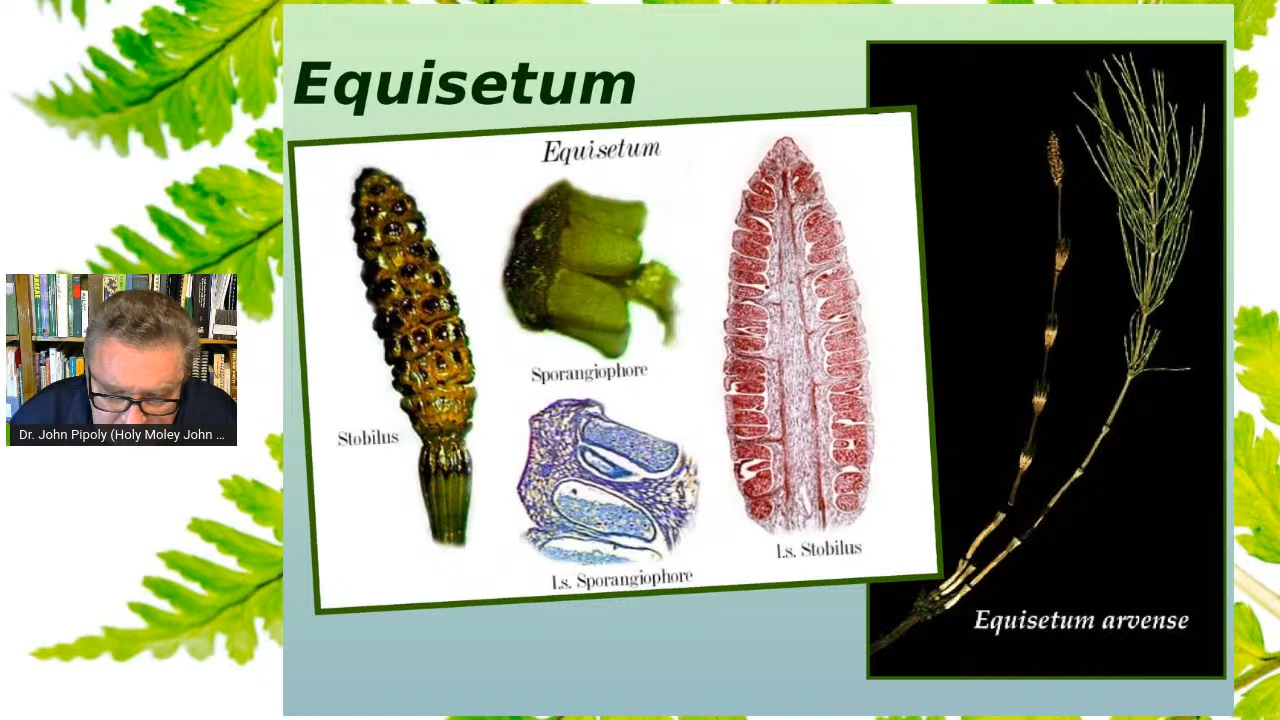 Equisetum
Equisetum
Sporangiophore
Stobilus
l.s. Sporangiophore
l.s. Stobilus
Equisetum arvense
Dr. John Pipoly (Holy Moley John ...